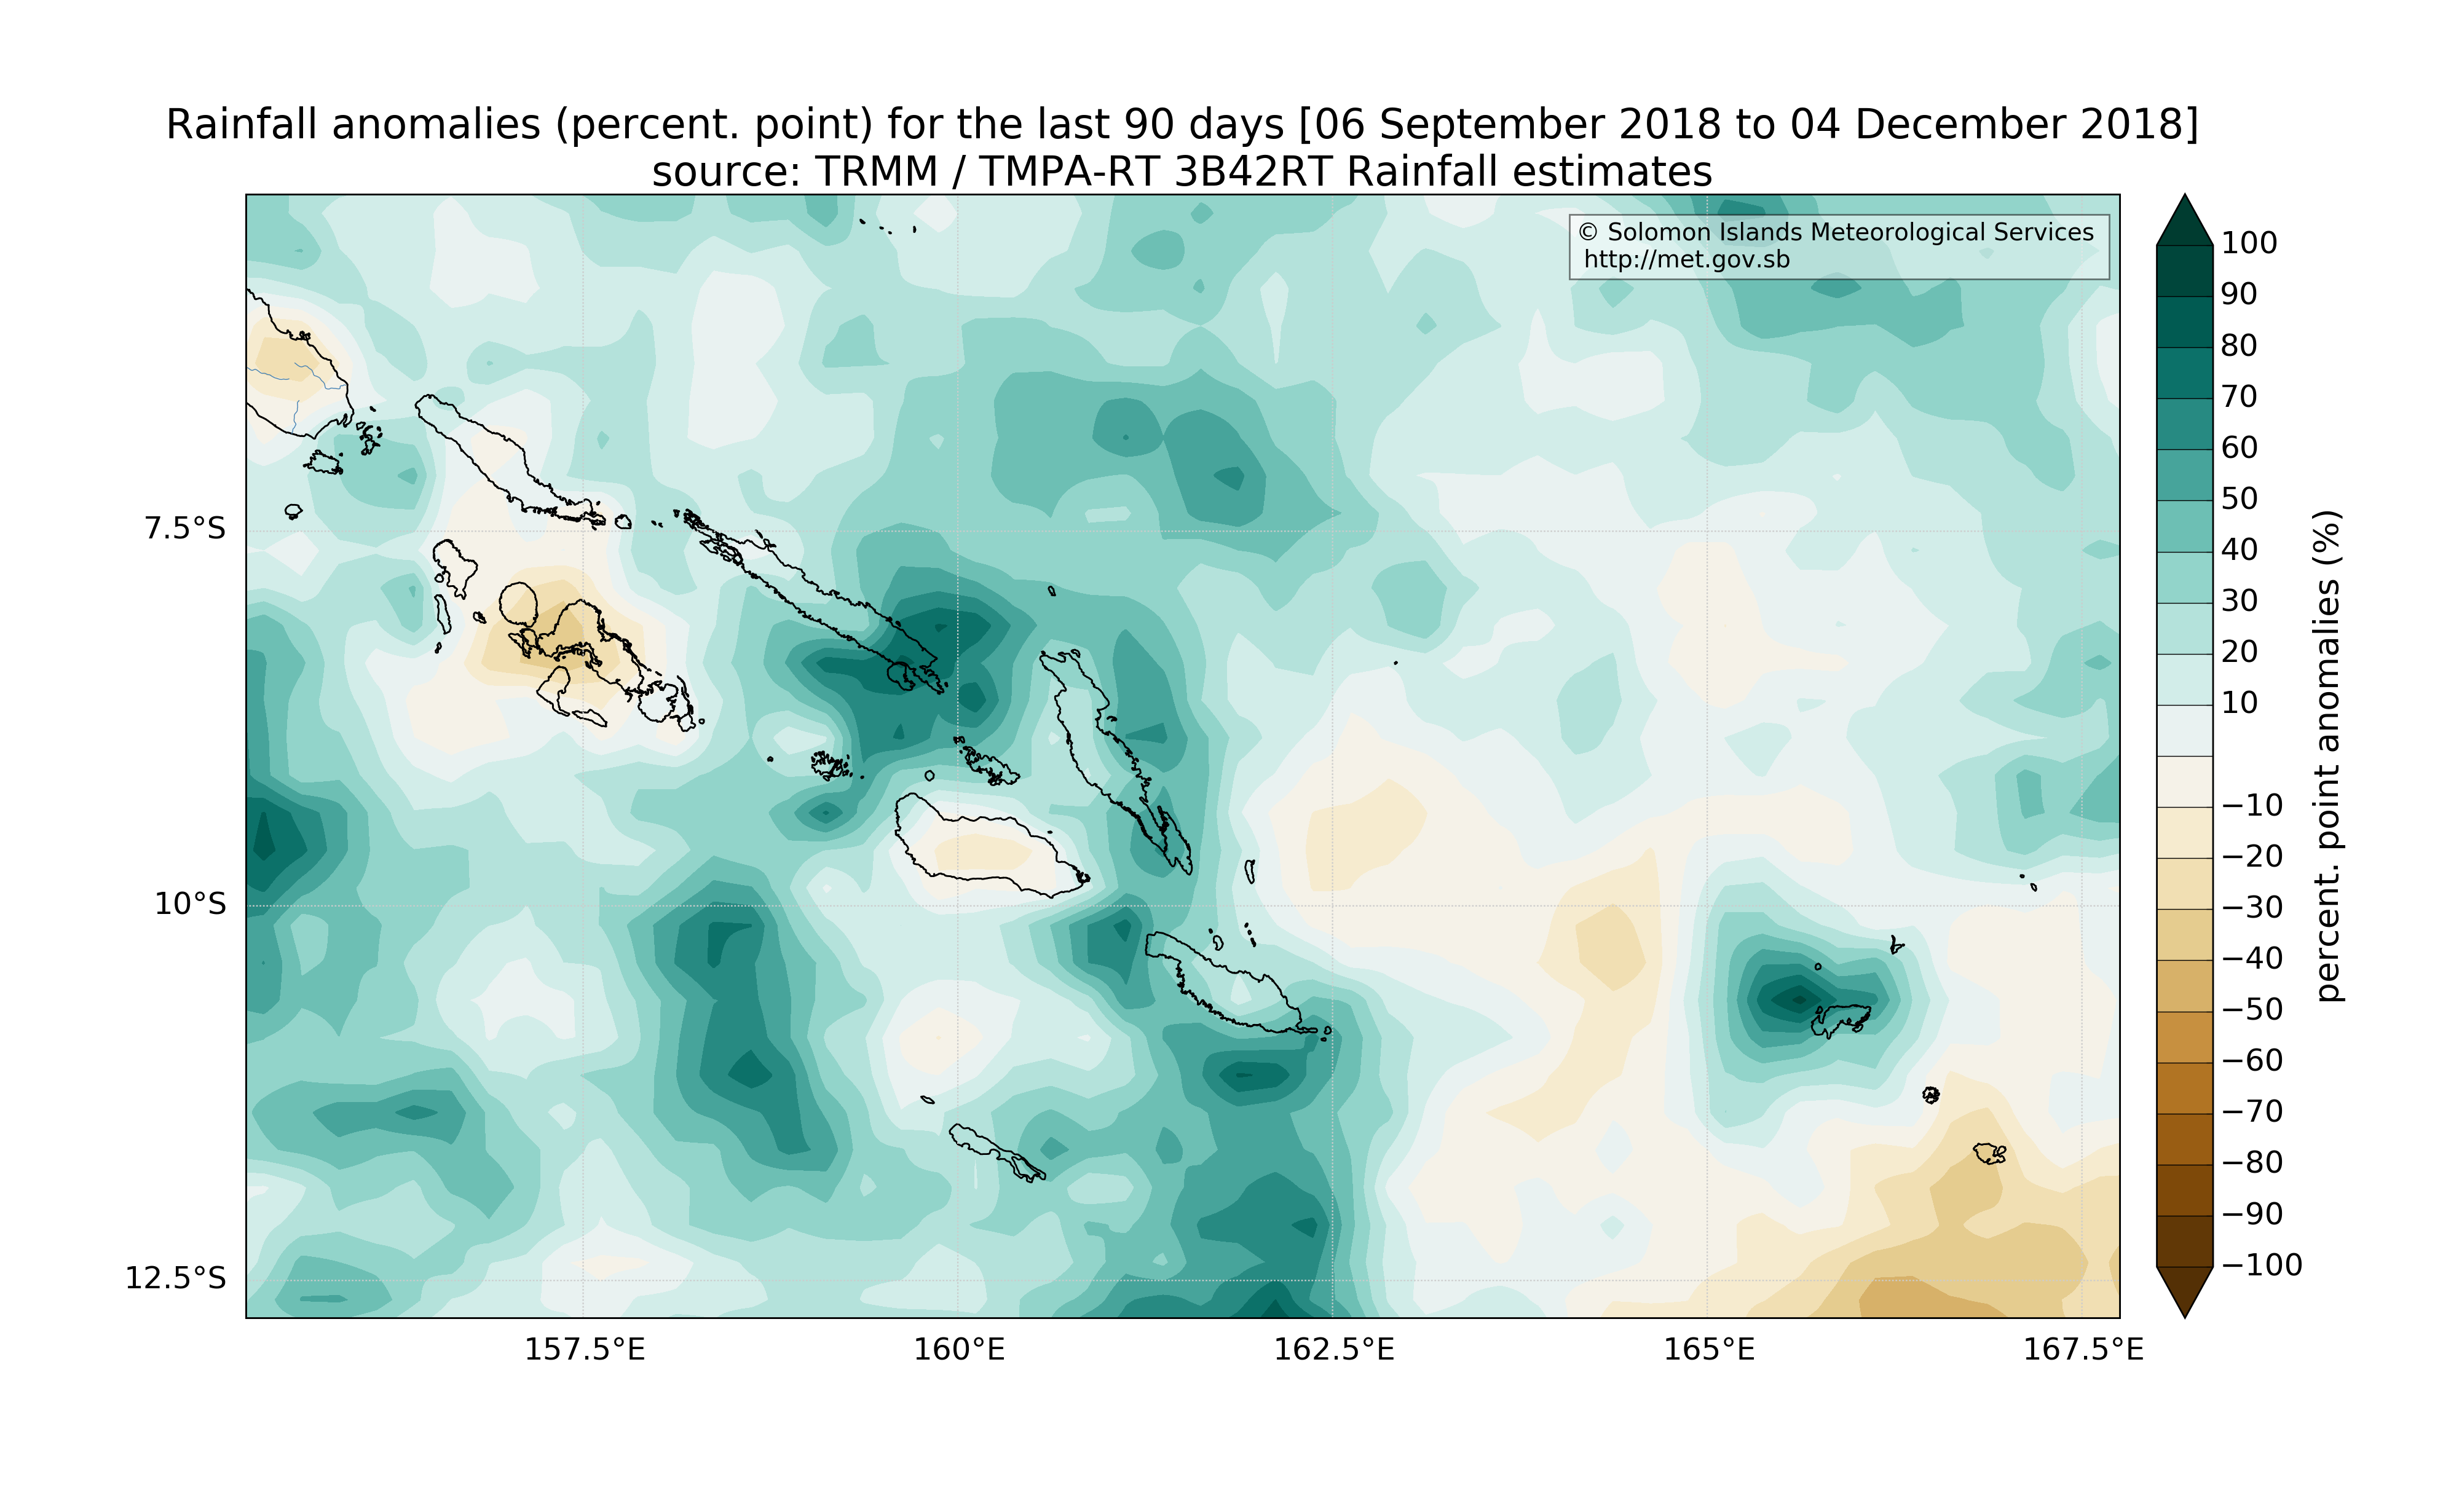 Rainfall anomalies (percent. point) for the last 90 days [06 September 2018 to 04 December 2018]
source: TRMM / TMPA-RT 3B42RT Rainfall estimates
© Solomon Islands Meteorological Services
http://met.gov.sb
7.5°S
10°S
12.5°S
157.5°E
160°E
162.5°E
165°E
167.5°E
100
90
80
70
60
50
40
30
20
10
−10
−20
−30
−40
−50
−60
−70
−80
−90
−100
percent. point anomalies (%)